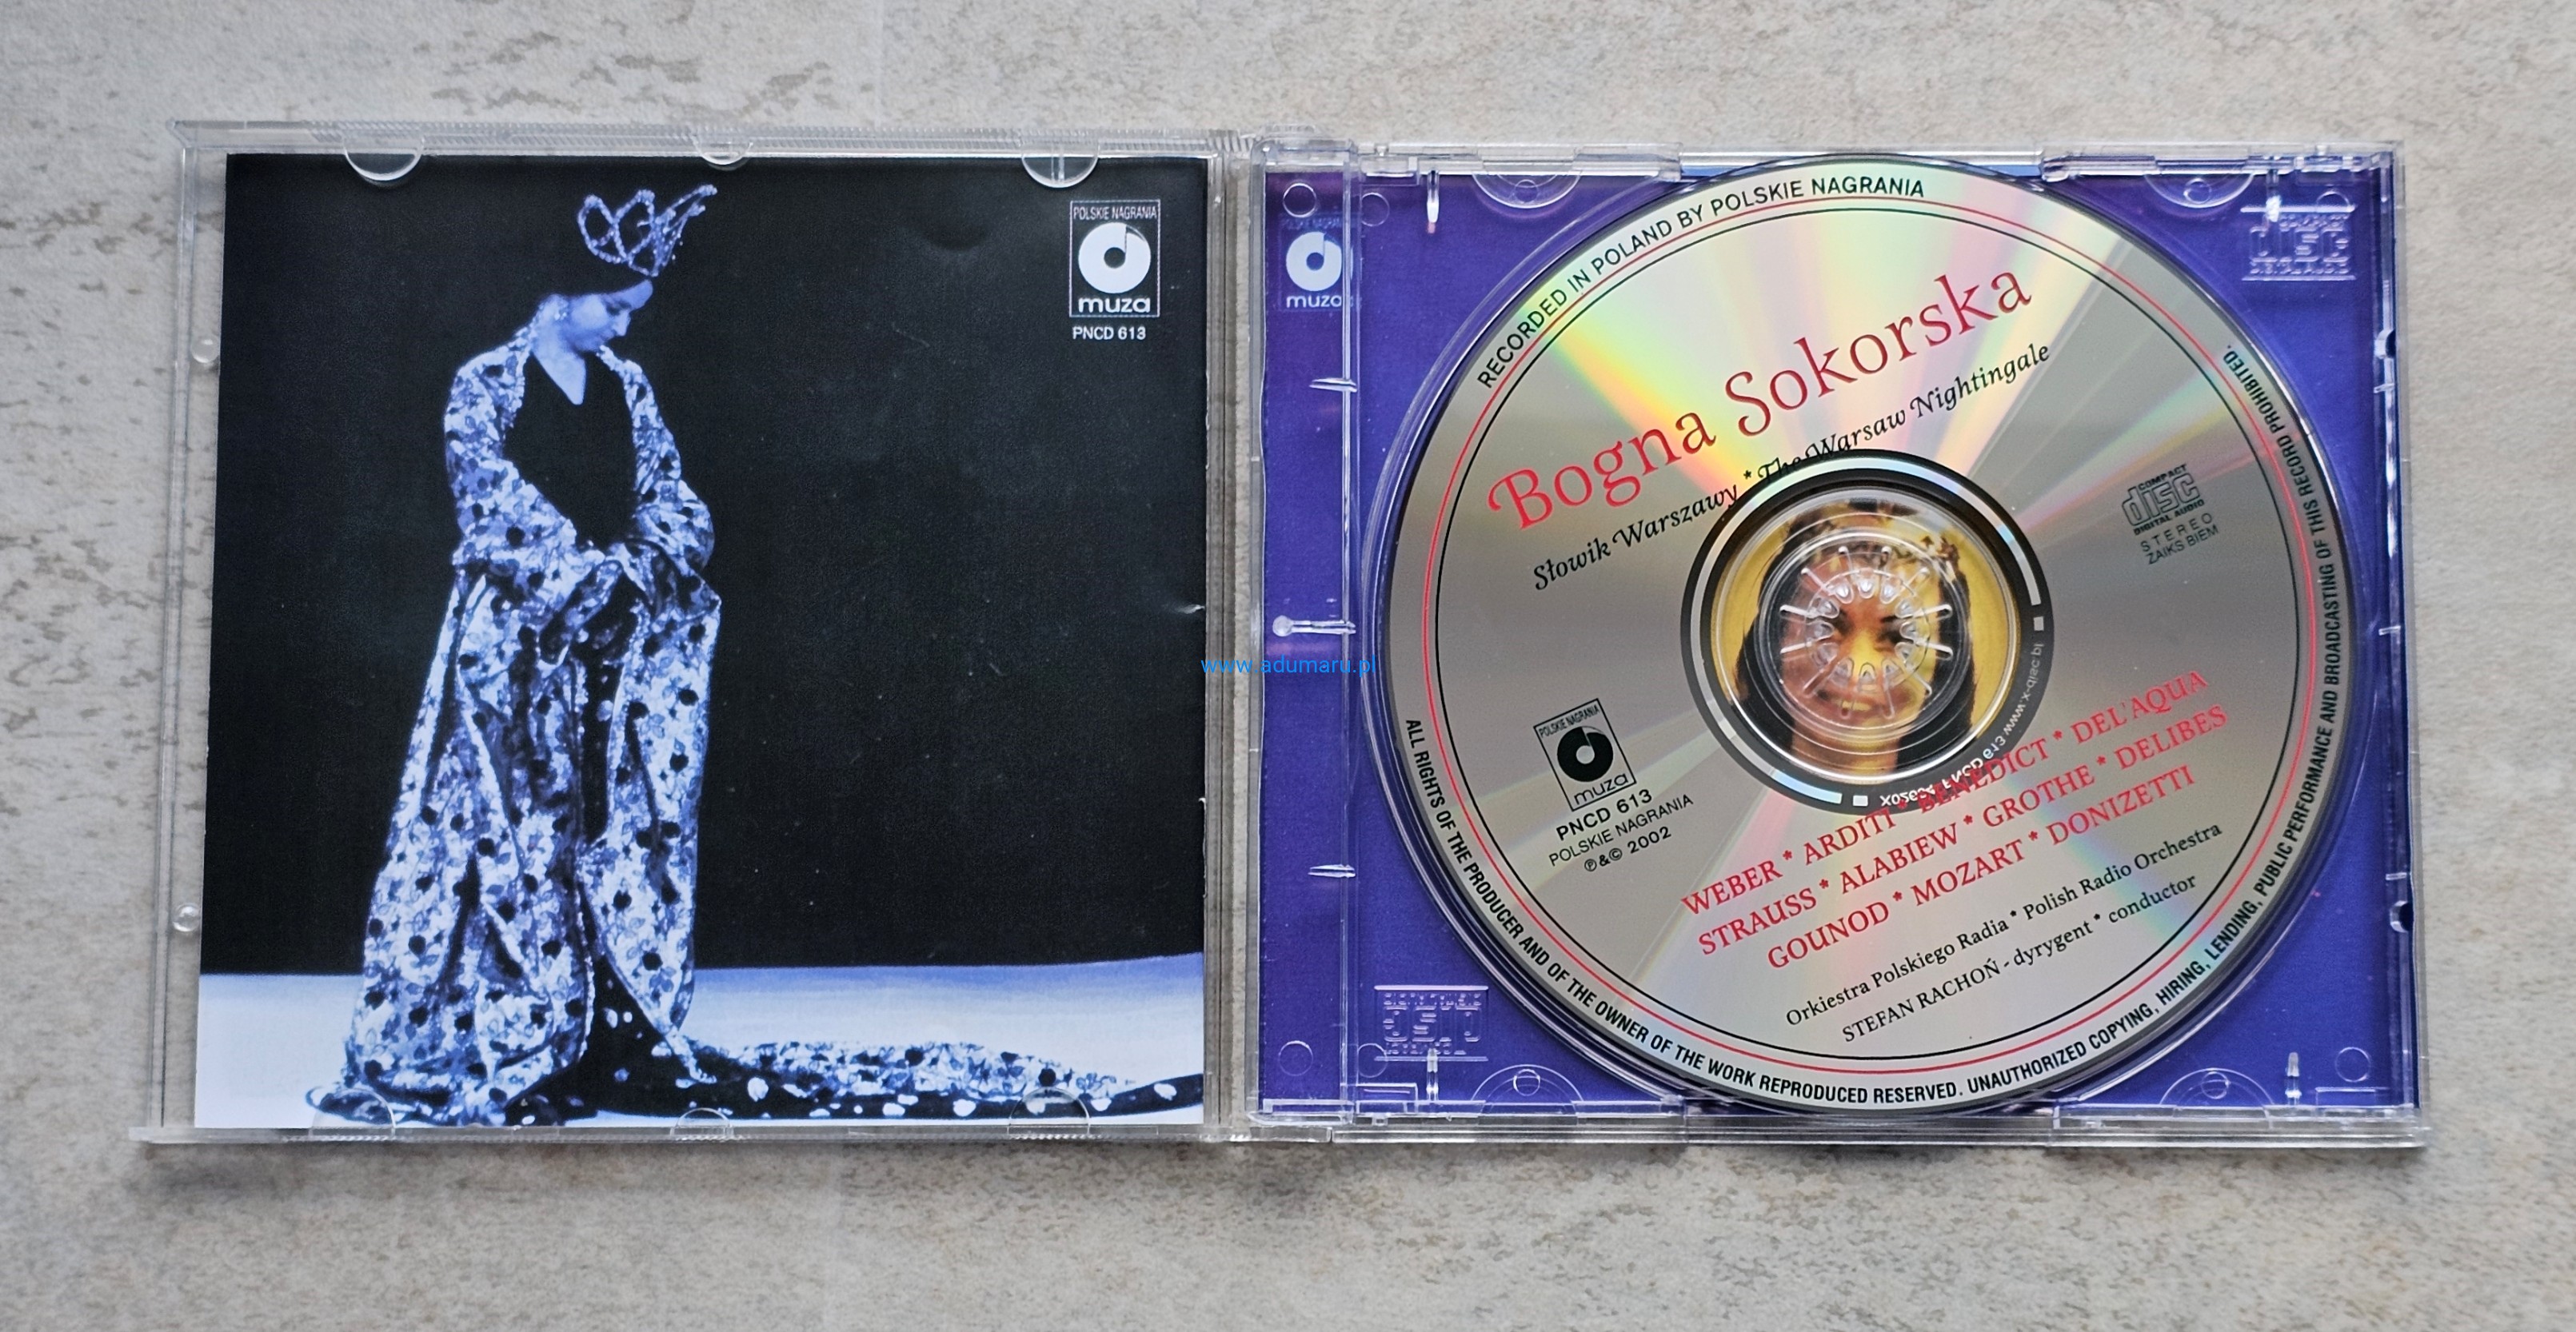 POLSKIE NAGRANIA
muza
PNCD 613
muza
RECORDED IN POLAND BY POLSKIE NAGRANIA
Bogna Sokorska
Słowik Warszawy * The Warsaw Nightingale
COMPACT
disc
DIGITAL AUDIO
STEREO
ZAIKS BIEM
www.adumaru.pl
POLSKIE NAGRANIA
muza
PNCD 613
POLSKIE NAGRANIA
℗&© 2002
WEBER * ARDITI * BENEDICT * DEL'AQUA
STRAUSS * ALABIEW * GROTHE * DELIBES
GOUNOD * MOZART * DONIZETTI
Orkiestra Polskiego Radia * Polish Radio Orchestra
STEFAN RACHOŃ - dyrygent * conductor
ALL RIGHTS OF THE PRODUCER AND OF THE OWNER OF THE WORK REPRODUCED RESERVED. UNAUTHORIZED COPYING, HIRING, LENDING, PUBLIC PERFORMANCE AND BROADCASTING OF THIS RECORD PROHIBITED.